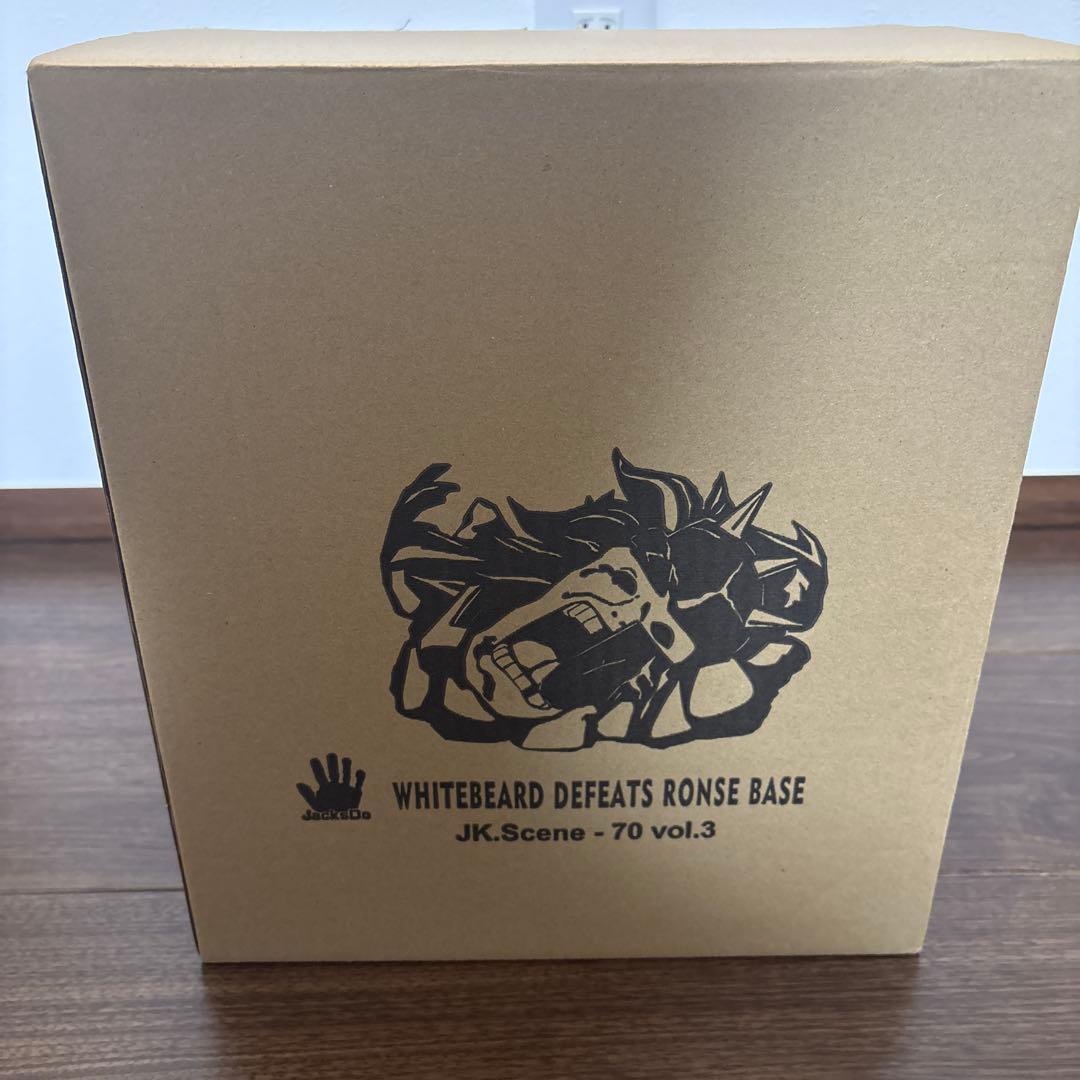 JacksDo
WHITEBEARD DEFEATS RONSE BASE
JK.Scene - 70 vol.3